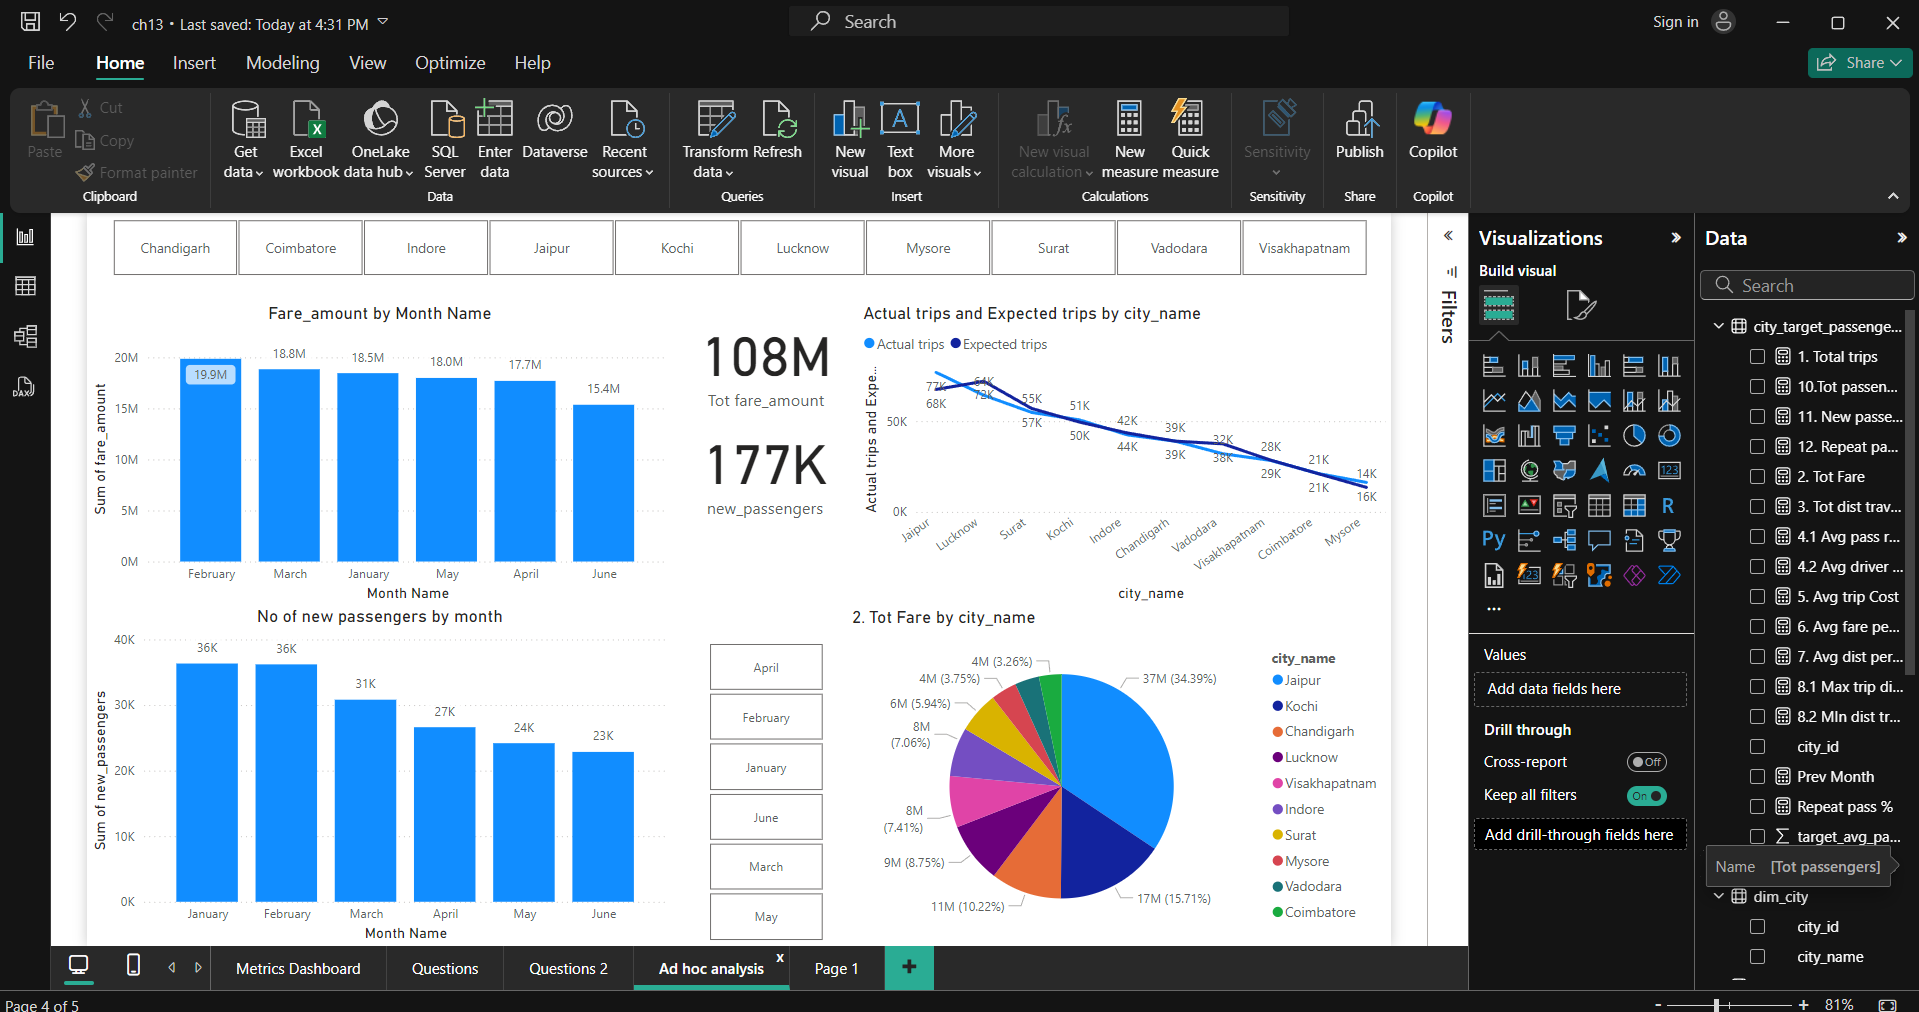 ch13 • Last saved: Today at 4:31 PM
Search
Sign in
File
Home
Insert
Modeling
View
Optimize
Help
Share
Paste
Cut
Copy
Format painter
Clipboard
Get data
Excel workbook
OneLake data hub
SQL Server
Enter data
Dataverse
Recent sources
Data
Transform data
Refresh
Queries
New visual
Text box
More visuals
Insert
New visual calculation
New measure
Quick measure
Calculations
Sensitivity
Sensitivity
Publish
Share
Copilot
Copilot
Chandigarh
Coimbatore
Indore
Jaipur
Kochi
Lucknow
Mysore
Surat
Vadodara
Visakhapatnam
Fare_amount by Month Name
Sum of fare_amount
20M
15M
10M
5M
0M
19.9M
18.8M
18.5M
18.0M
17.7M
15.4M
February
March
January
May
April
June
Month Name
108M
Tot fare_amount
177K
new_passengers
Actual trips and Expected trips by city_name
Actual trips
Expected trips
Actual trips and Expe...
50K
0K
77K
68K
64K
72K
55K
57K
51K
50K
42K
44K
39K
39K
32K
38K
28K
29K
21K
21K
14K
16K
Jaipur
Lucknow
Surat
Kochi
Indore
Chandigarh
Vadodara
Visakhapatnam
Coimbatore
Mysore
city_name
No of new passengers by month
Sum of new_passengers
40K
30K
20K
10K
0K
36K
36K
31K
27K
24K
23K
January
February
March
April
May
June
Month Name
April
February
January
June
March
May
2. Tot Fare by city_name
4M (3.26%)
4M (3.75%)
6M (5.94%)
8M
(7.06%)
8M
(7.41%)
9M (8.75%)
11M (10.22%)
17M (15.71%)
37M (34.39%)
city_name
Jaipur
Kochi
Chandigarh
Lucknow
Visakhapatnam
Indore
Surat
Mysore
Vadodara
Coimbatore
Filters
Visualizations
Build visual
123
R
Py
123
Values
Add data fields here
Drill through
Cross-report
Off
Keep all filters
On
Add drill-through fields here
Data
Search
city_target_passenge...
1. Total trips
10.Tot passen...
11. New passe...
12. Repeat pa...
2. Tot Fare
3. Tot dist trav...
4.1 Avg pass r...
4.2 Avg driver ...
5. Avg trip Cost
6. Avg fare pe...
7. Avg dist per...
8.1 Max trip di...
8.2 MIn dist tr...
city_id
Prev Month
Repeat pass %
target_avg_pa...
Name [Tot passengers]
dim_city
city_id
city_name
DAX
Metrics Dashboard
Questions
Questions 2
Ad hoc analysis
x
Page 1
+
Page 4 of 5
- + 81%